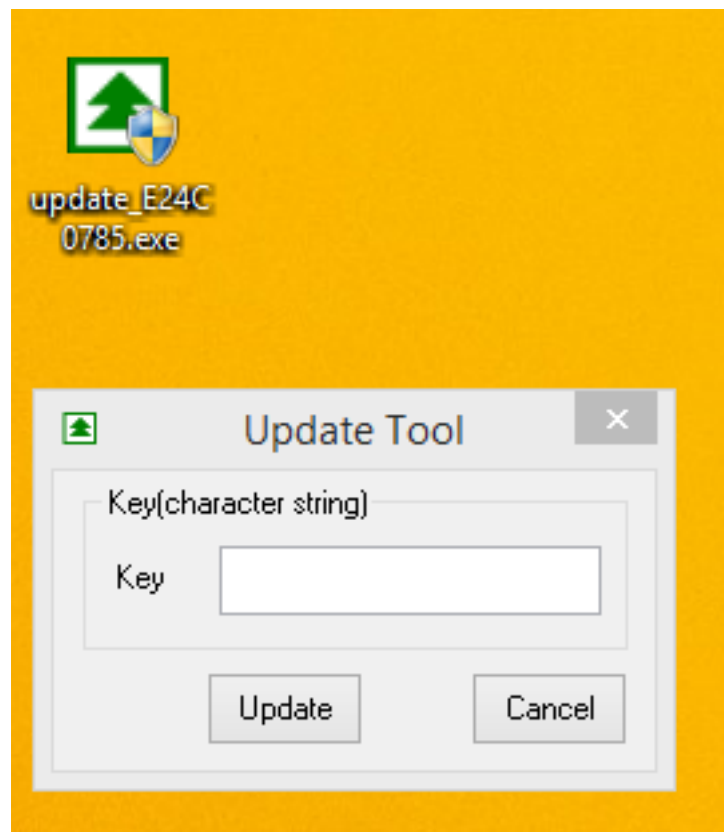 update_E24C
0785.exe
Update Tool
Key(character string)
Key
Update
Cancel